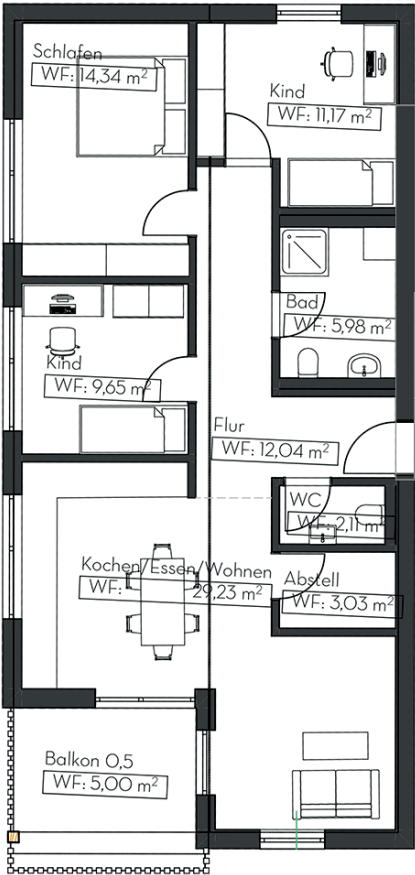 Schlafen
WF: 14,34 m²
Kind
WF: 11,17 m²
Bad
WF: 5,98 m²
Kind
WF: 9,65 m²
Flur
WF: 12,04 m²
WC
WF: 2,11 m²
Kochen/Essen/Wohnen
WF: 29,23 m²
Abstell
WF: 3,03 m²
Balkon 0,5
WF: 5,00 m²